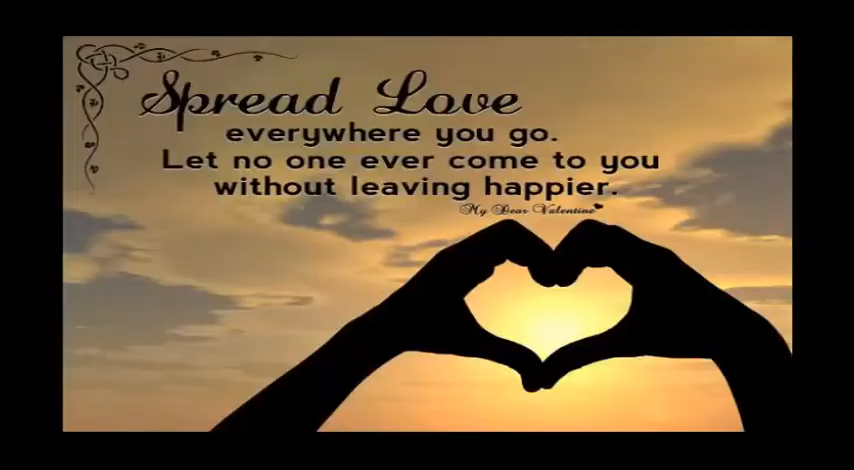 Spread Love
everywhere you go.
Let no one ever come to you
without leaving happier.
My Dear Valentine